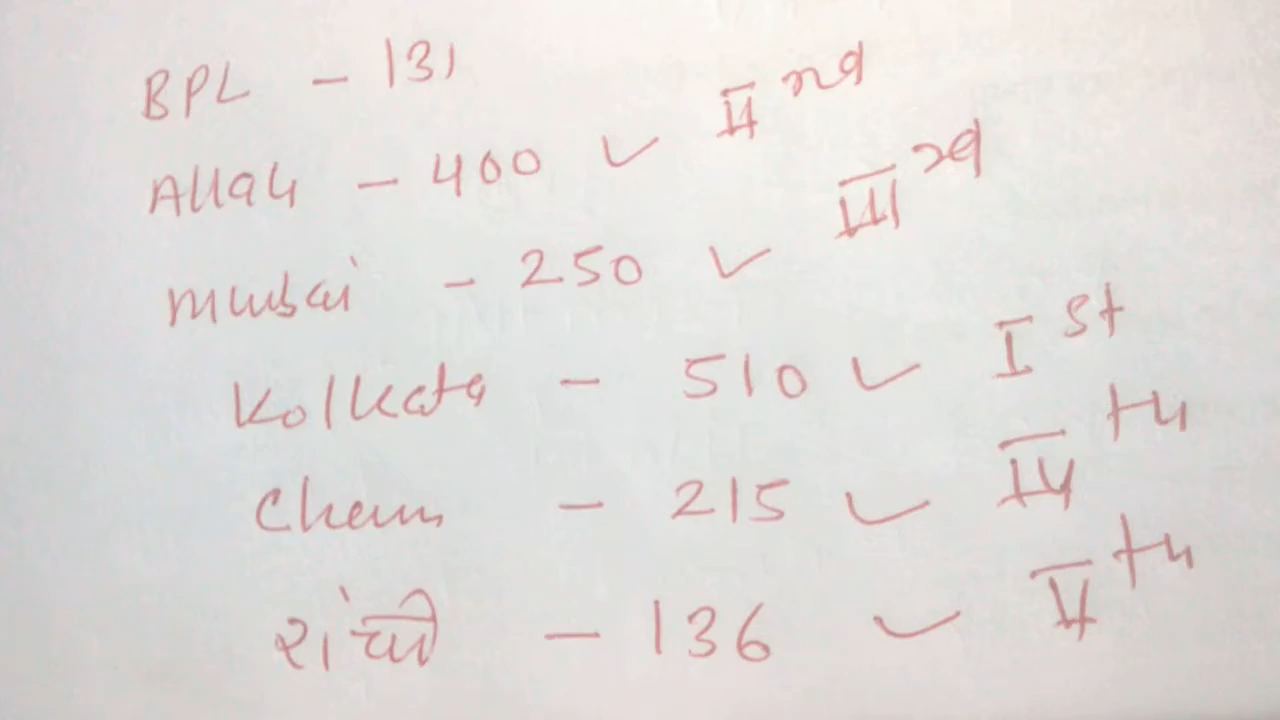 BPL - 131
Allah - 400 ✓ II nd
Mumbai - 250 ✓ III rd
Kolkata - 510 ✓ I st
Chenn - 215 ✓ IV th
रांची - 136 ✓ V th